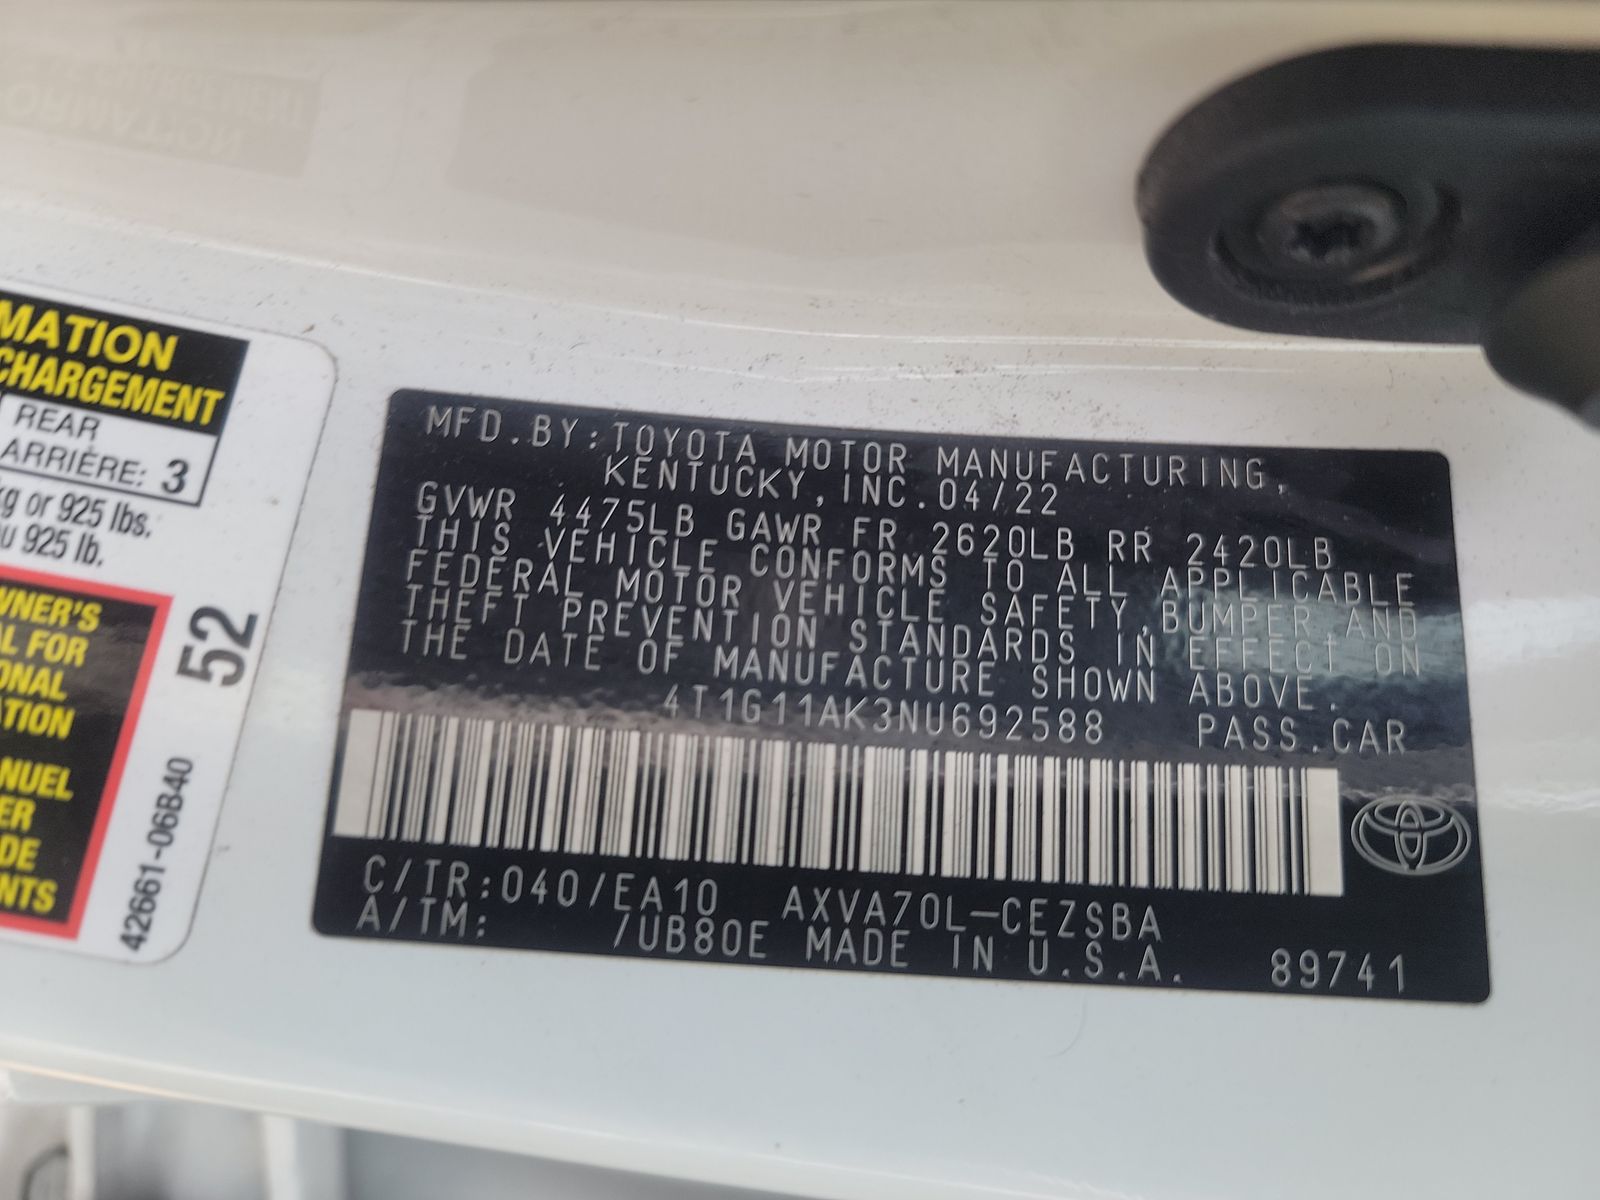 MATION
CHARGEMENT
REAR
ARRIÈRE: 3
kg or 925 lbs.
u 925 lb.
WNER'S
AL FOR
ONAL
ATION
NUEL
ER
DE
NTS
52
42661-06B40
MFD.BY:TOYOTA MOTOR MANUFACTURING,
KENTUCKY,INC.04/22
GVWR 4475LB GAWR FR 2620LB RR 2420LB
THIS VEHICLE CONFORMS TO ALL APPLICABLE
FEDERAL MOTOR VEHICLE SAFETY,BUMPER AND
THEFT PREVENTION STANDARDS IN EFFECT ON
THE DATE OF MANUFACTURE SHOWN ABOVE.
4T1G11AK3NU692588 PASS.CAR
C/TR:040/EA10 AXVA70L-CEZSBA
A/TM: /UB80E MADE IN U.S.A. 89741